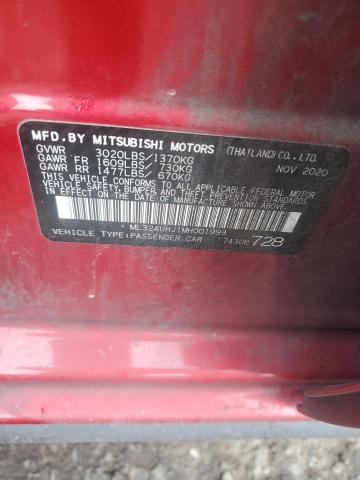 MFD.BY MITSUBISHI MOTORS (THAILAND) CO., LTD.
GVWR 3020LBS/1370KG NOV 2020
GAWR FR 1609LBS/ 730KG
GAWR RR 1477LBS/ 670KG
THIS VEHICLE CONFORMS TO ALL APPLICABLE FEDERAL MOTOR
VEHICLE SAFETY, BUMPER, AND THEFT PREVENTION STANDARDS
IN EFFECT ON THE DATE OF MANUFACTURE SHOWN ABOVE.
ML32AUHJ1MH001999
VEHICLE TYPE:PASSENGER CAR 7430B 728